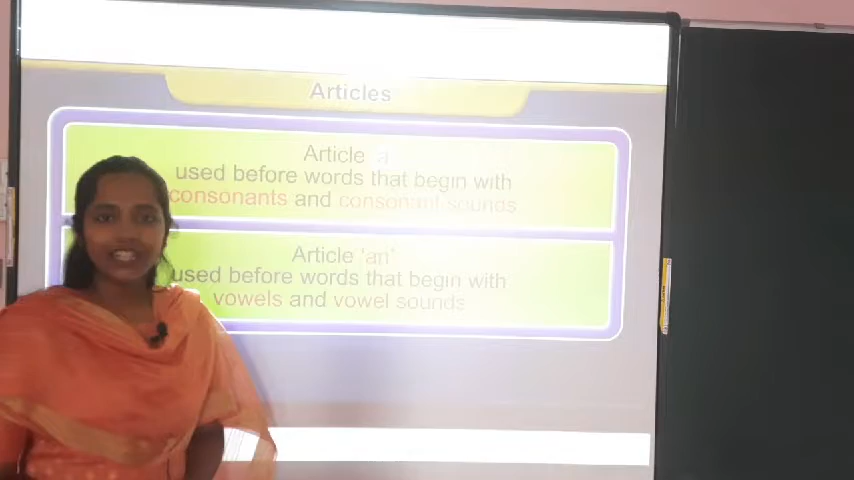 Articles
Article 'a'
used before words that begin with
consonants and consonant sounds
Article 'an'
used before words that begin with
vowels and vowel sounds